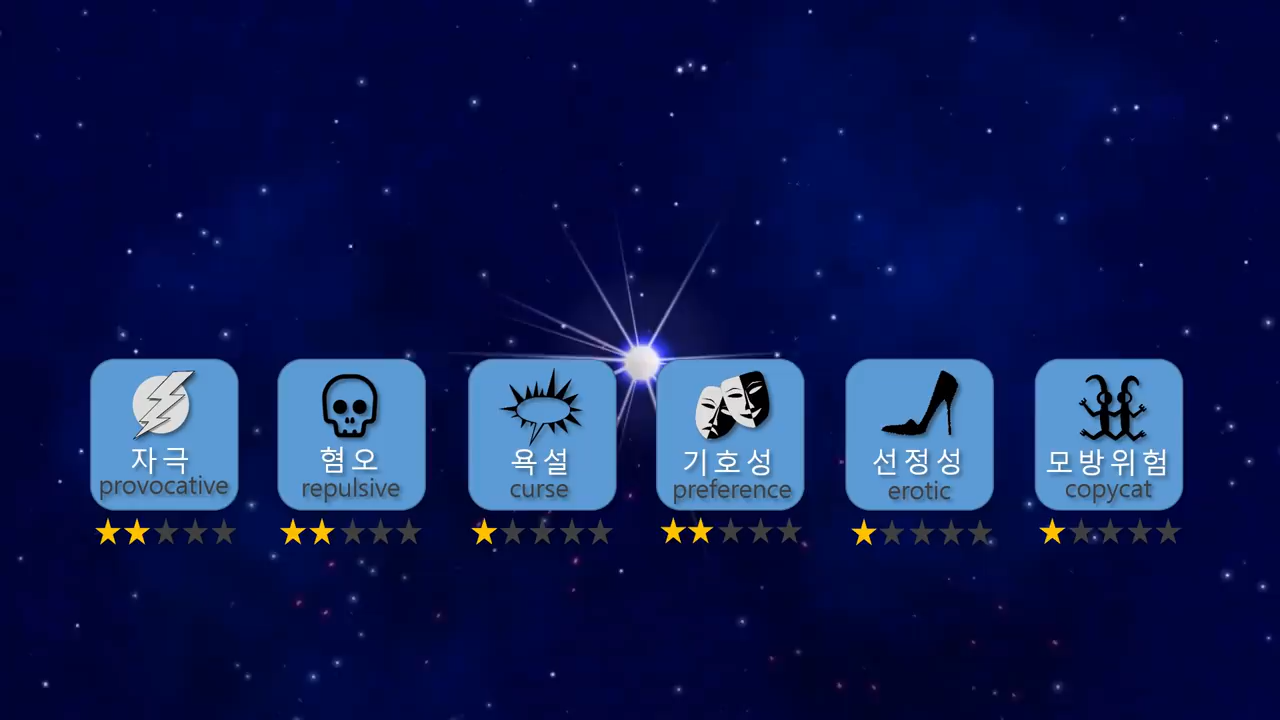 자극
provocative
혐오
repulsive
욕설
curse
기호성
preference
선정성
erotic
모방위험
copycat